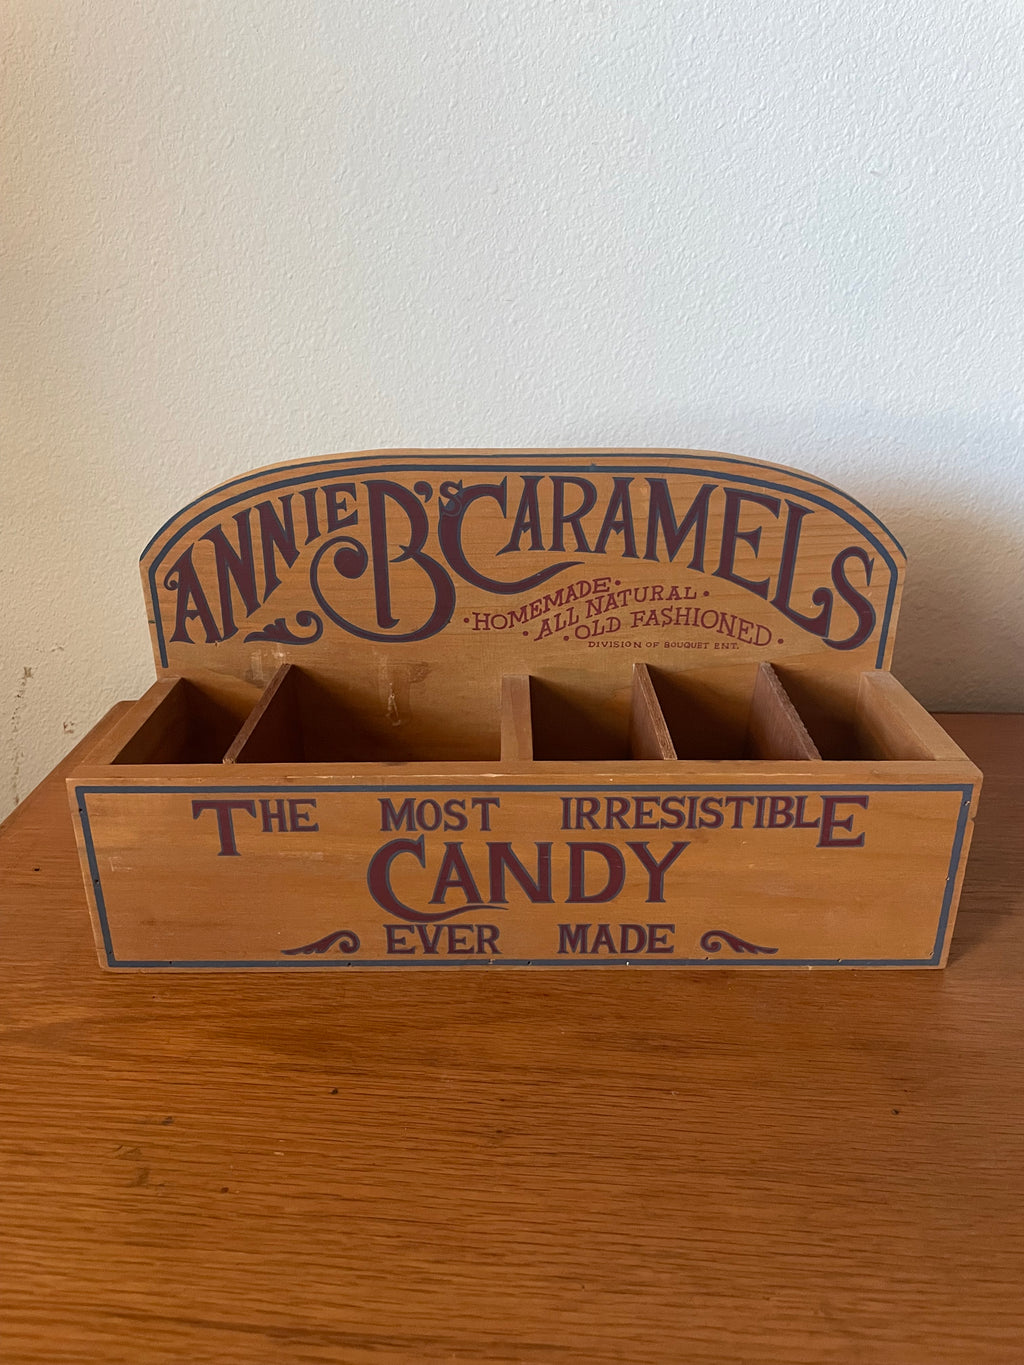 ANNIE B'S CARAMELS
·HOMEMADE·
·ALL NATURAL·
·OLD FASHIONED·
DIVISION OF BOUQUET ENT.
THE MOST IRRESISTIBLE
CANDY
EVER MADE